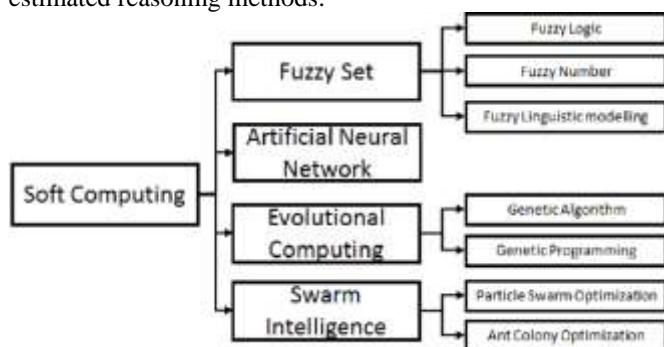 estimated reasoning methods.
Fuzzy Logic
Fuzzy Set
Fuzzy Number
Fuzzy Linguistic modelling
Artificial Neural
Network
Soft Computing
Evolutional
Computing
Genetic Algorithm
Genetic Programming
Swarm
Intelligence
Particle Swarm Optimization
Ant Colony Optimization